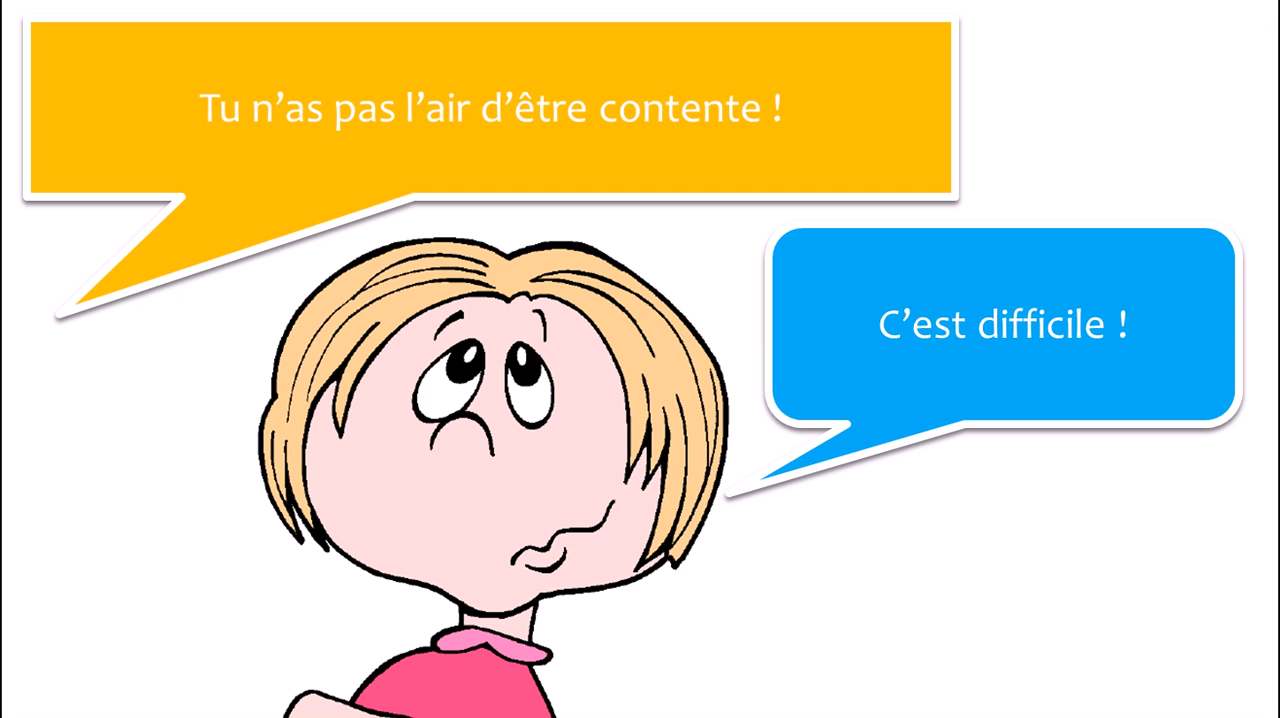 Tu n’as pas l’air d’être contente !
C’est difficile !